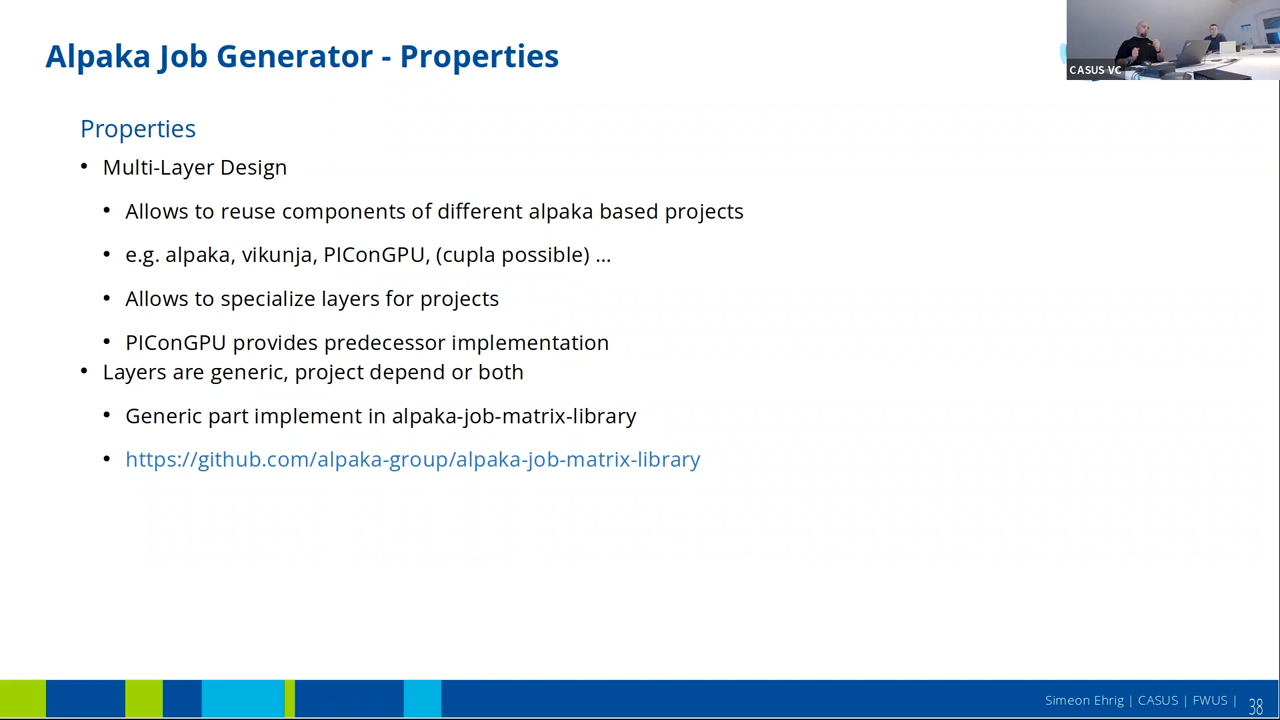 Alpaka Job Generator - Properties
CASUS VC
Properties
• Multi-Layer Design
• Allows to reuse components of different alpaka based projects
• e.g. alpaka, vikunja, PIConGPU, (cupla possible) ...
• Allows to specialize layers for projects
• PIConGPU provides predecessor implementation
• Layers are generic, project depend or both
• Generic part implement in alpaka-job-matrix-library
• https://github.com/alpaka-group/alpaka-job-matrix-library
Simeon Ehrig | CASUS | FWUS | 38